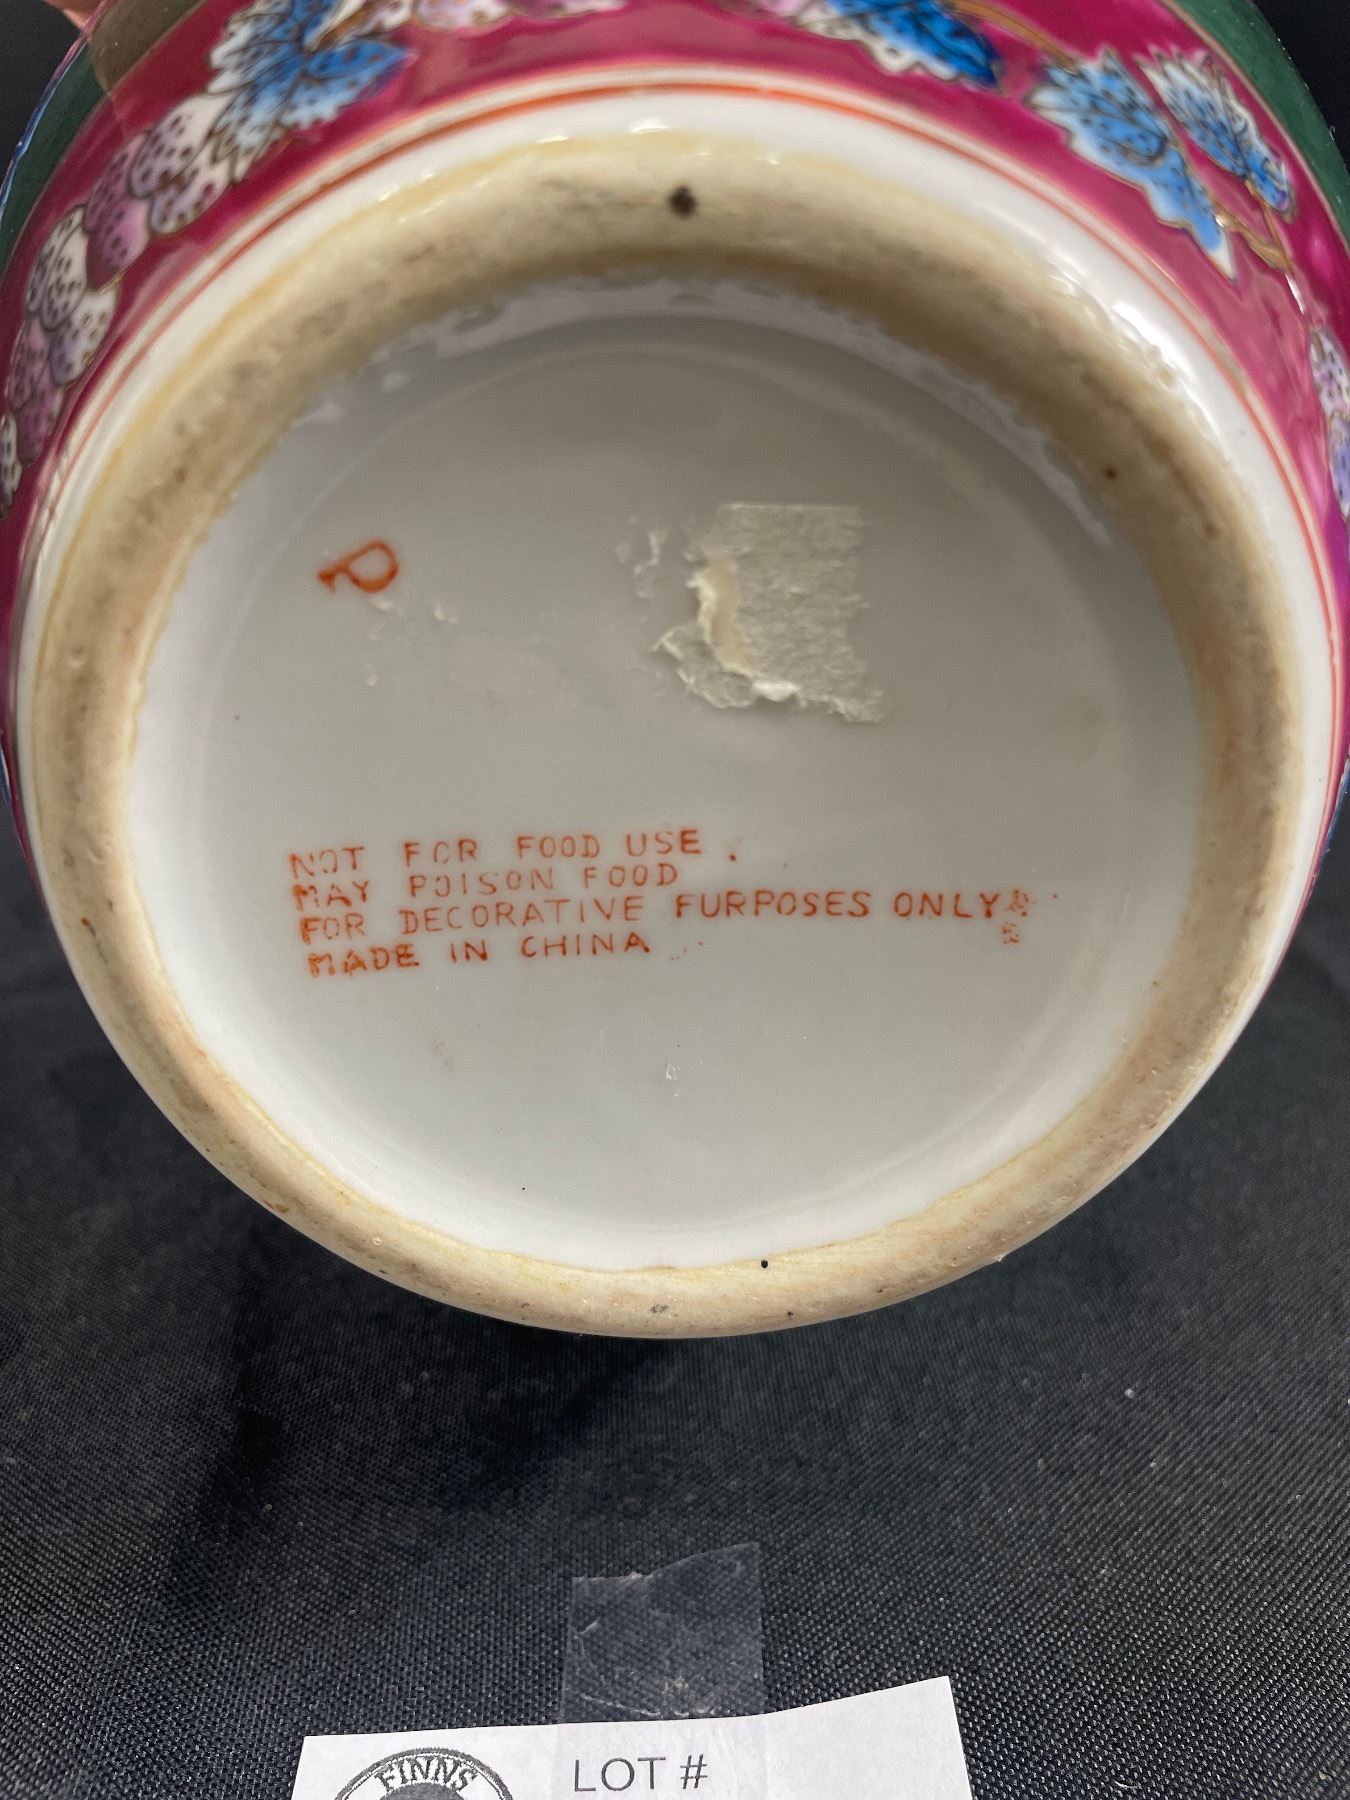 P
NOT FOR FOOD USE
MAY POISON FOOD
FOR DECORATIVE FURPOSES ONLY
MADE IN CHINA
FINNS
LOT #